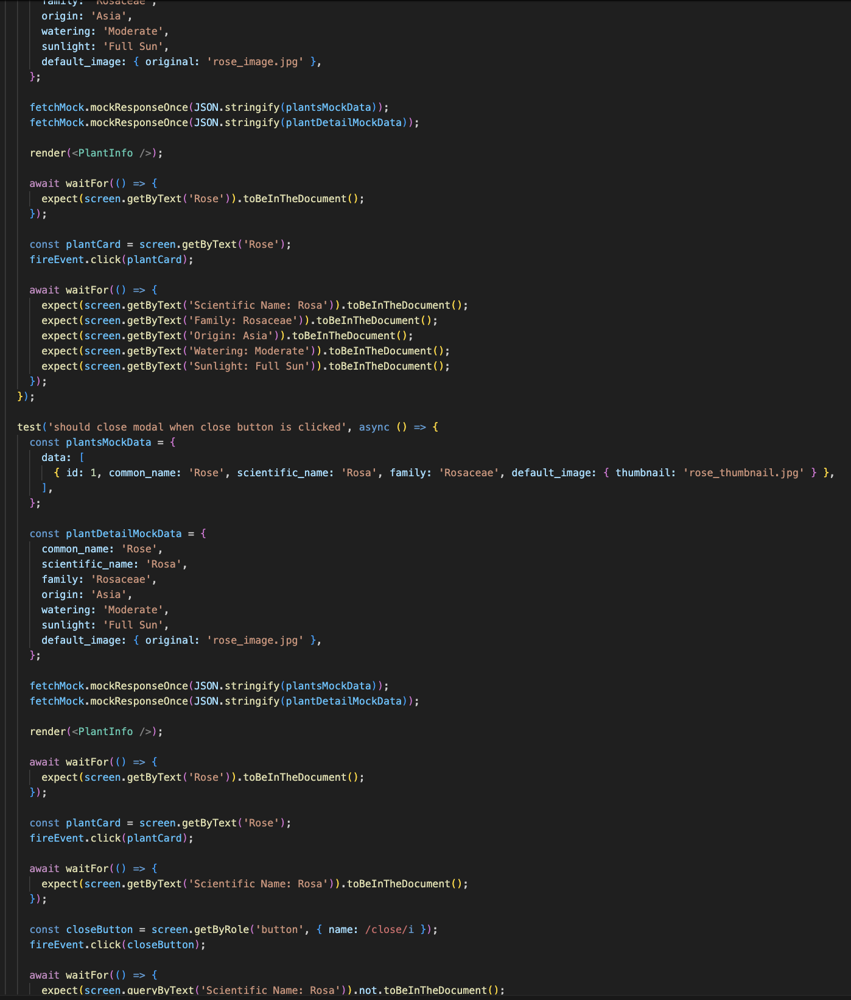 family: 'Rosaceae',
origin: 'Asia',
watering: 'Moderate',
sunlight: 'Full Sun',
default_image: { original: 'rose_image.jpg' },
};
fetchMock.mockResponseOnce(JSON.stringify(plantsMockData));
fetchMock.mockResponseOnce(JSON.stringify(plantDetailMockData));
render(<PlantInfo />);
await waitFor(() => {
expect(screen.getByText('Rose')).toBeInTheDocument();
});
const plantCard = screen.getByText('Rose');
fireEvent.click(plantCard);
await waitFor(() => {
expect(screen.getByText('Scientific Name: Rosa')).toBeInTheDocument();
expect(screen.getByText('Family: Rosaceae')).toBeInTheDocument();
expect(screen.getByText('Origin: Asia')).toBeInTheDocument();
expect(screen.getByText('Watering: Moderate')).toBeInTheDocument();
expect(screen.getByText('Sunlight: Full Sun')).toBeInTheDocument();
});
});
test('should close modal when close button is clicked', async () => {
const plantsMockData = {
data: [
{ id: 1, common_name: 'Rose', scientific_name: 'Rosa', family: 'Rosaceae', default_image: { thumbnail: 'rose_thumbnail.jpg' } },
],
};
const plantDetailMockData = {
common_name: 'Rose',
scientific_name: 'Rosa',
family: 'Rosaceae',
origin: 'Asia',
watering: 'Moderate',
sunlight: 'Full Sun',
default_image: { original: 'rose_image.jpg' },
};
fetchMock.mockResponseOnce(JSON.stringify(plantsMockData));
fetchMock.mockResponseOnce(JSON.stringify(plantDetailMockData));
render(<PlantInfo />);
await waitFor(() => {
expect(screen.getByText('Rose')).toBeInTheDocument();
});
const plantCard = screen.getByText('Rose');
fireEvent.click(plantCard);
await waitFor(() => {
expect(screen.getByText('Scientific Name: Rosa')).toBeInTheDocument();
});
const closeButton = screen.getByRole('button', { name: /close/i });
fireEvent.click(closeButton);
await waitFor(() => {
expect(screen.queryByText('Scientific Name: Rosa')).not.toBeInTheDocument();